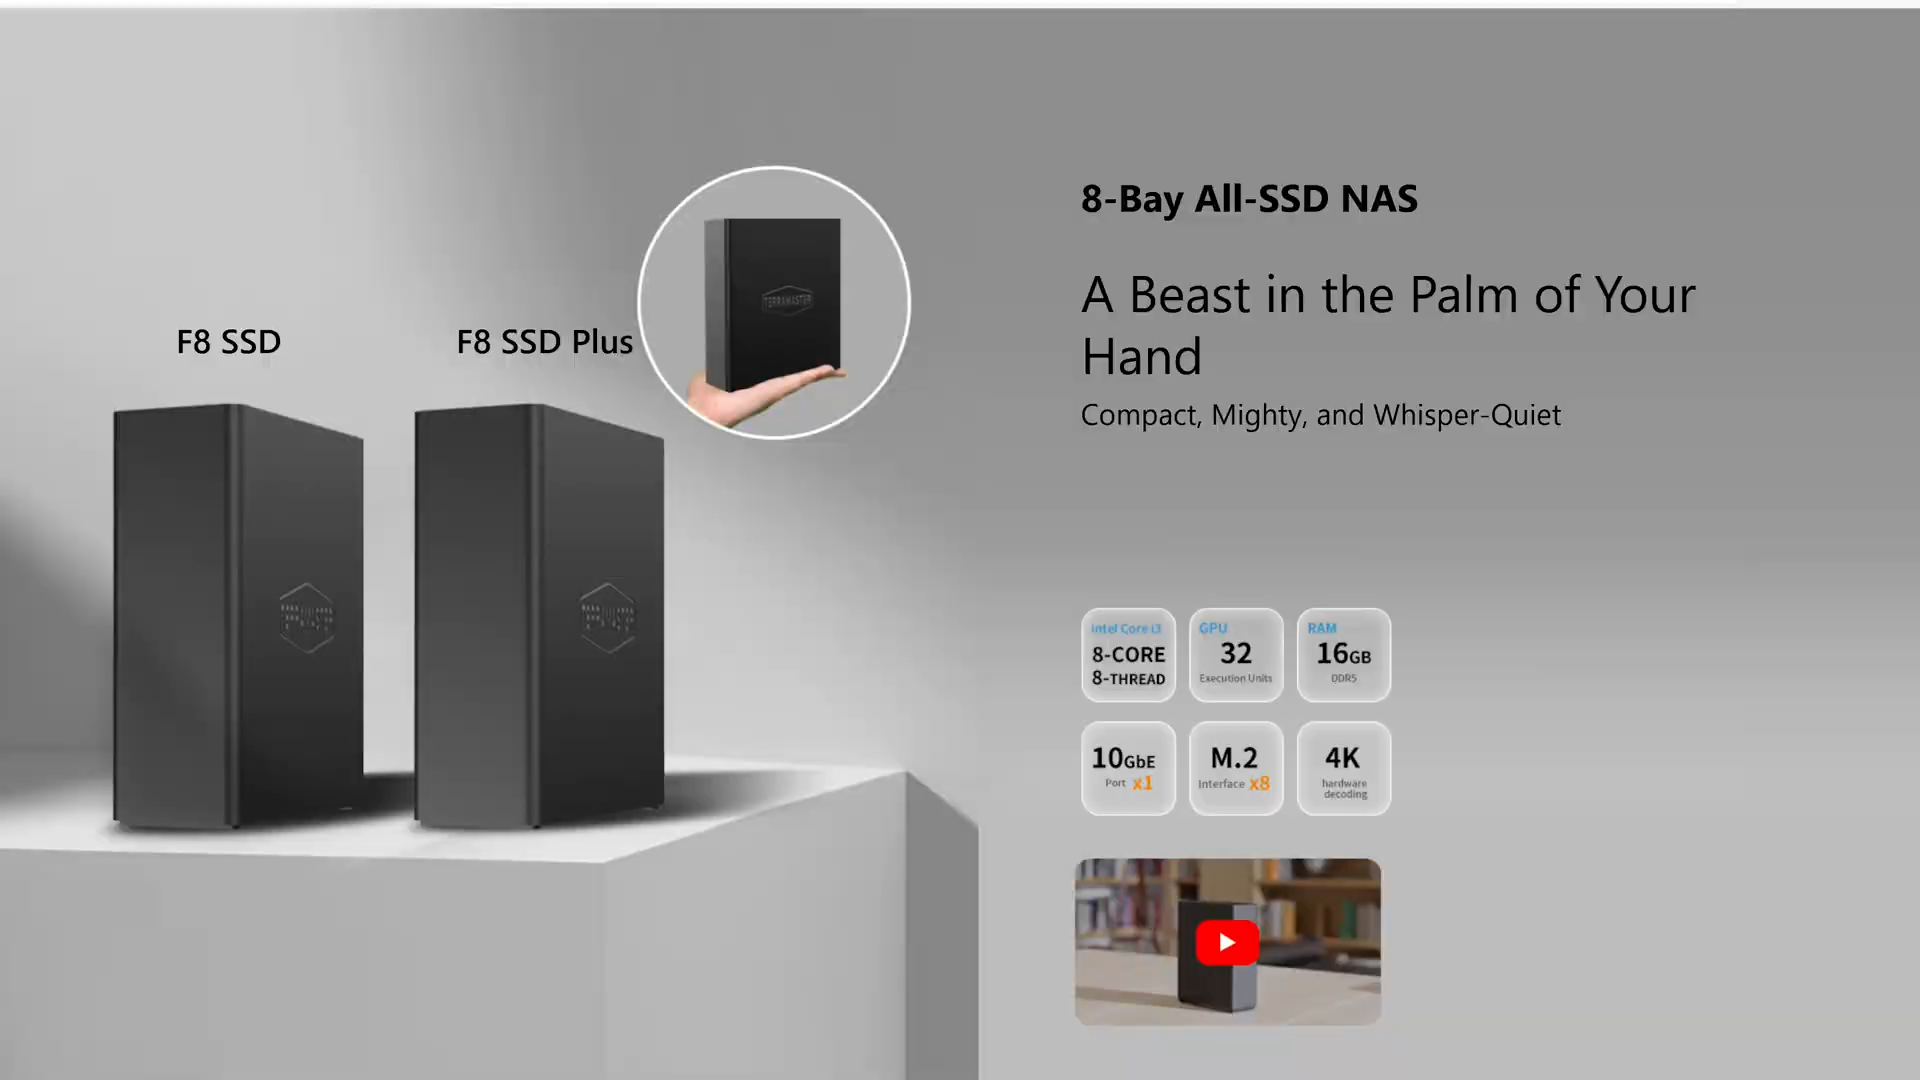 8-Bay All-SSD NAS
A Beast in the Palm of Your
Hand
Compact, Mighty, and Whisper-Quiet
F8 SSD
F8 SSD Plus
TERRAMASTER
Intel Core i3
8-CORE
8-THREAD
GPU
32
Execution Units
RAM
16GB
DDR5
10GbE
Port x1
M.2
Interface x8
4K
hardware
decoding